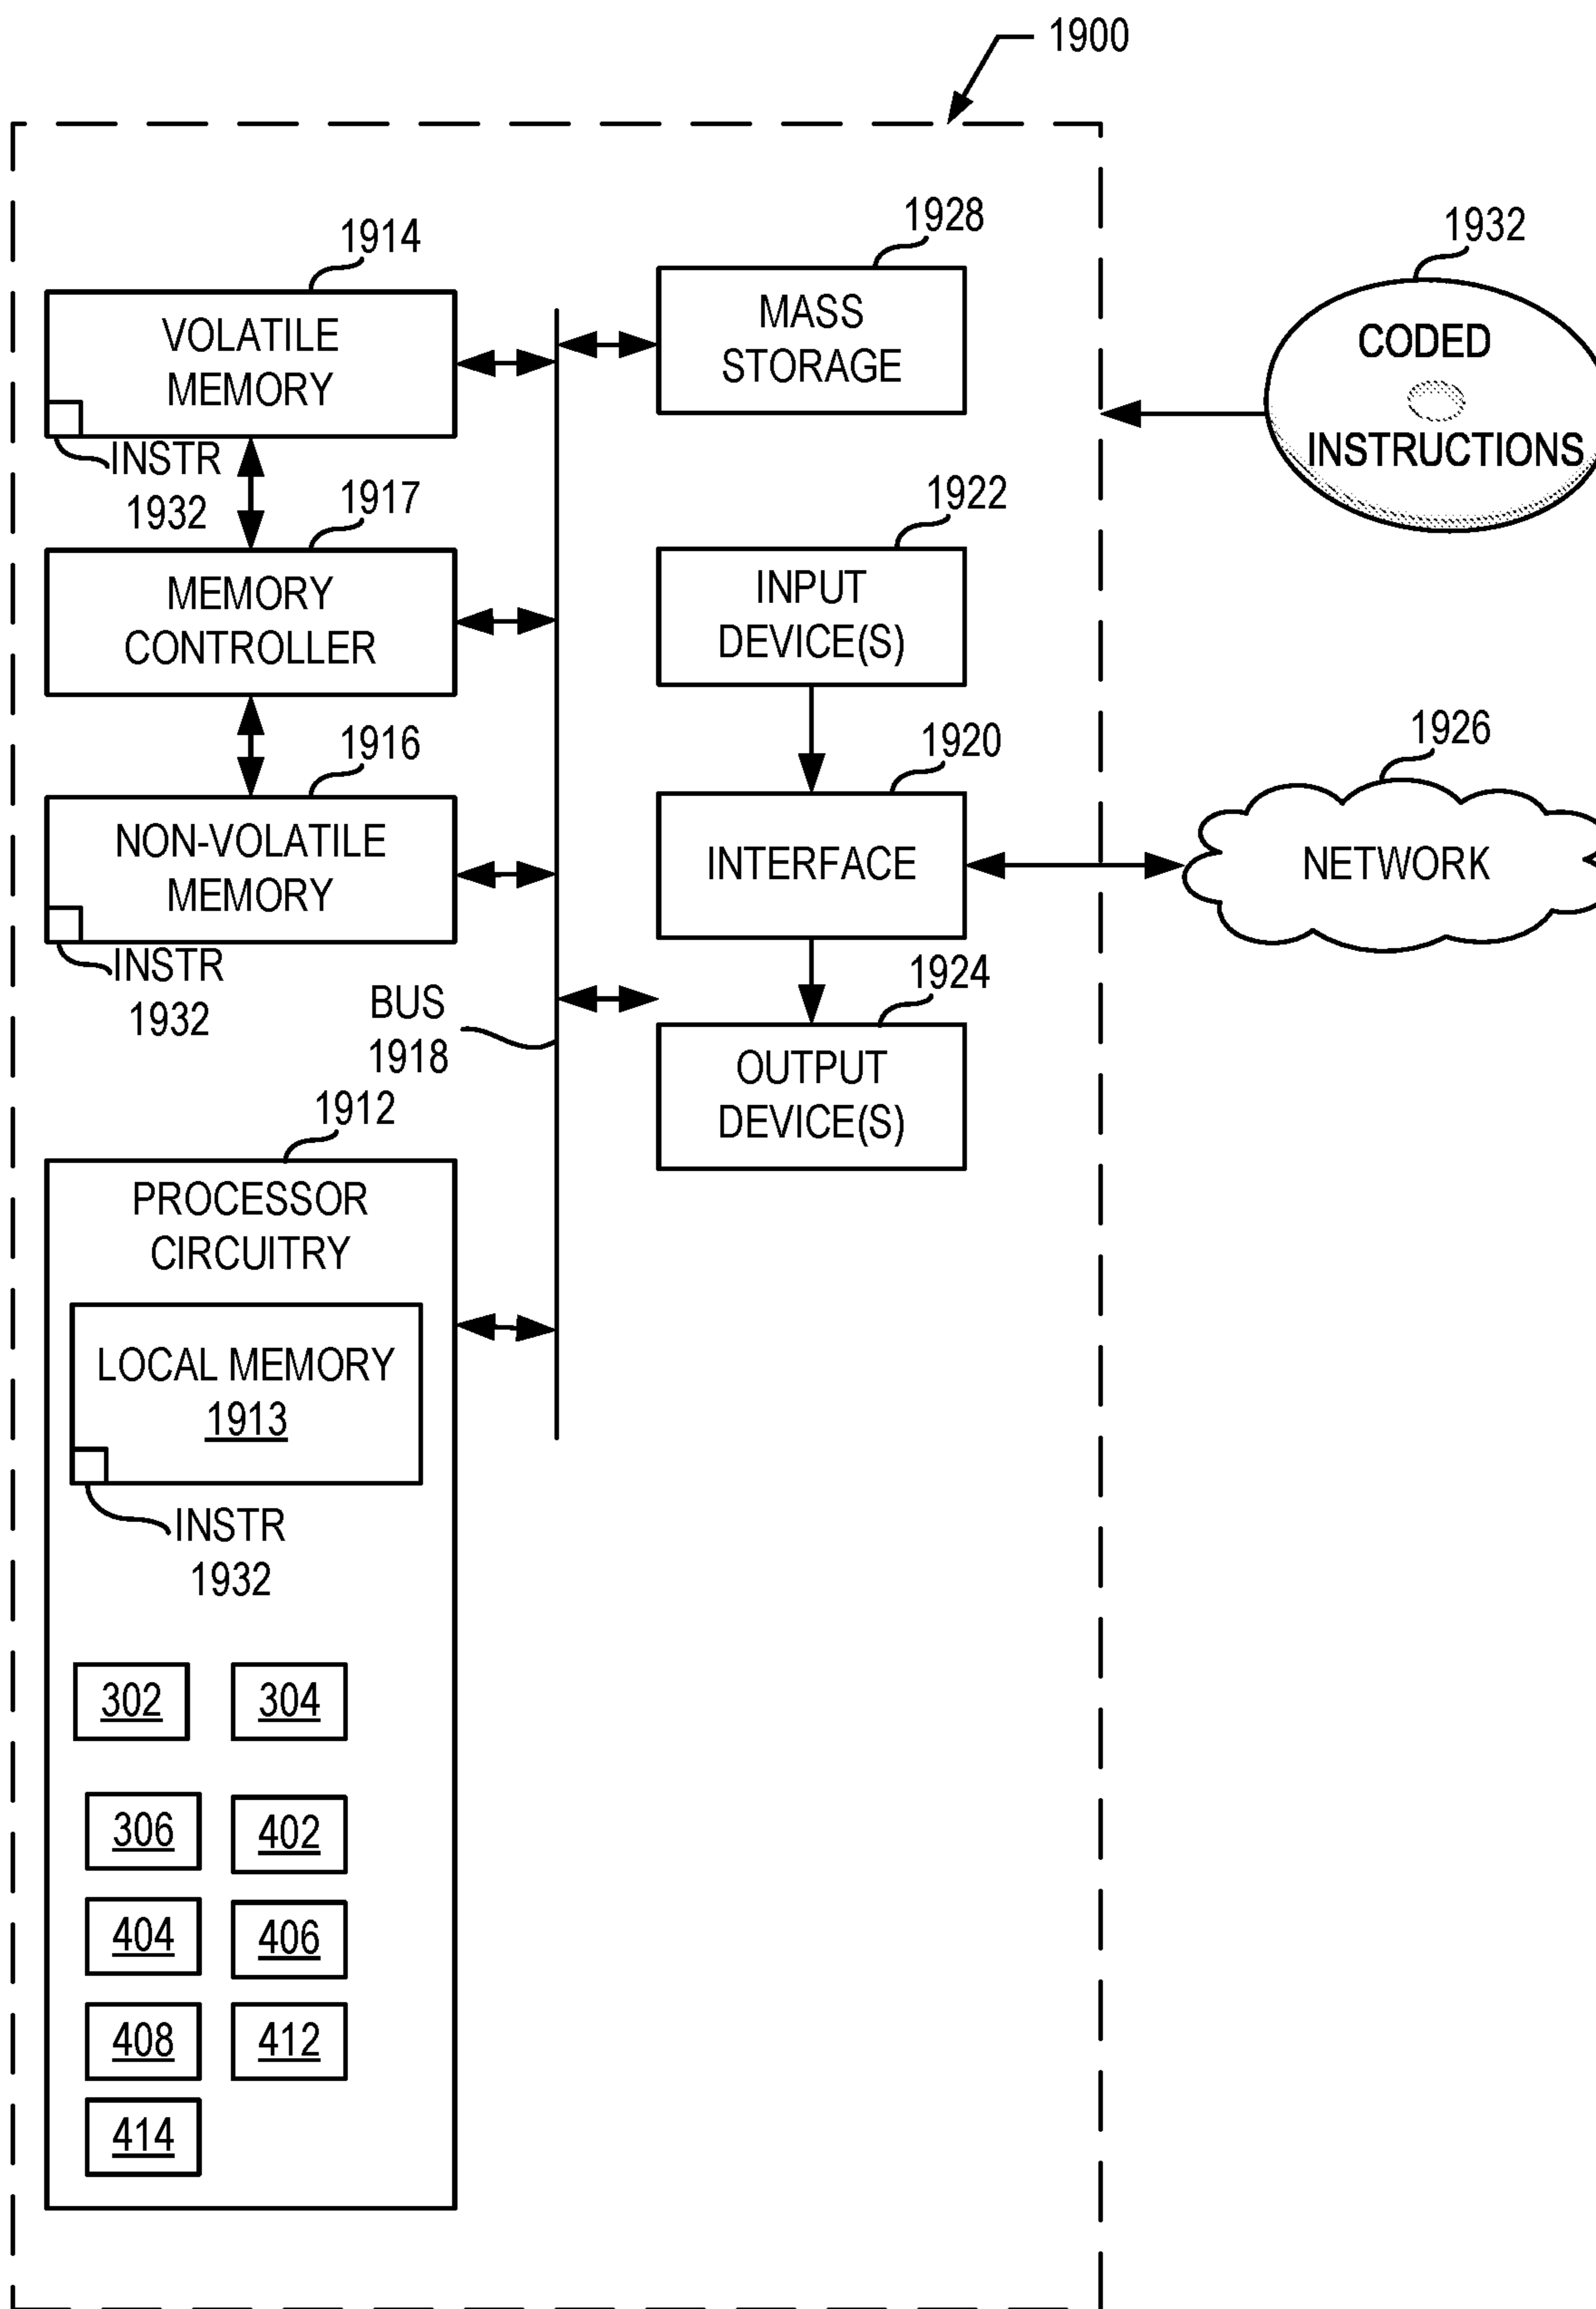 1900
1914
VOLATILE
MEMORY
INSTR
1932
1928
MASS
STORAGE
1932
CODED
INSTRUCTIONS
1917
MEMORY
CONTROLLER
1922
INPUT
DEVICE(S)
1916
NON-VOLATILE
MEMORY
INSTR
1932
1920
INTERFACE
1926
NETWORK
BUS
1918
1924
OUTPUT
DEVICE(S)
1912
PROCESSOR
CIRCUITRY
LOCAL MEMORY
1913
INSTR
1932
302
304
306
402
404
406
408
412
414